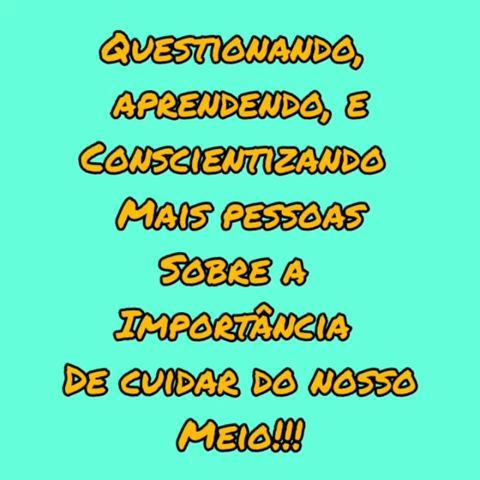 Questionando,
aprendendo, e
Conscientizando
Mais pessoas
Sobre a
Importância
De cuidar do nosso
Meio!!!